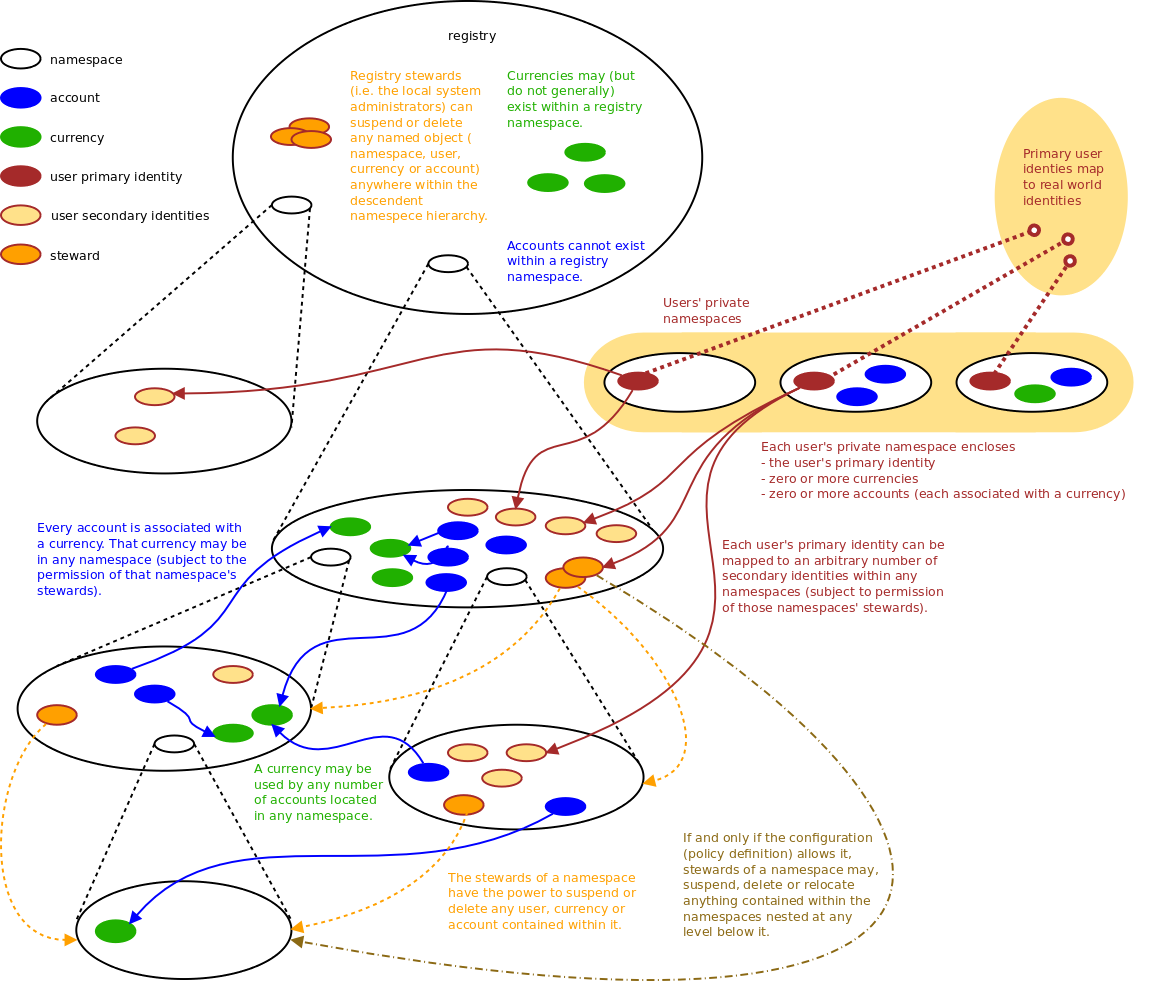 registry
namespace
account
currency
user primary identity
user secondary identities
steward
Registry stewards
(i.e. the local system
administrators) can
suspend or delete
any named object (
namespace, user,
currency or account)
anywhere within the
descendent
namespece hierarchy.
Currencies may (but
do not generally)
exist within a registry
namespace.
Accounts cannot exist
within a registry
namespace.
Primary user
identies map
to real world
identities
Users' private
namespaces
Each user's private namespace encloses
- the user's primary identity
- zero or more currencies
- zero or more accounts (each associated with a currency)
Every account is associated with
a currency. That currency may be
in any namespace (subject to the
permission of that namespace's
stewards).
Each user's primary identity can be
mapped to an arbitrary number of
secondary identities within any
namespaces (subject to permission
of those namespaces' stewards).
A currency may be
used by any number
of accounts located
in any namespace.
The stewards of a namespace
have the power to suspend or
delete any user, currency or
account contained within it.
If and only if the configuration
(policy definition) allows it,
stewards of a namespace may,
suspend, delete or relocate
anything contained within the
namespaces nested at any
level below it.